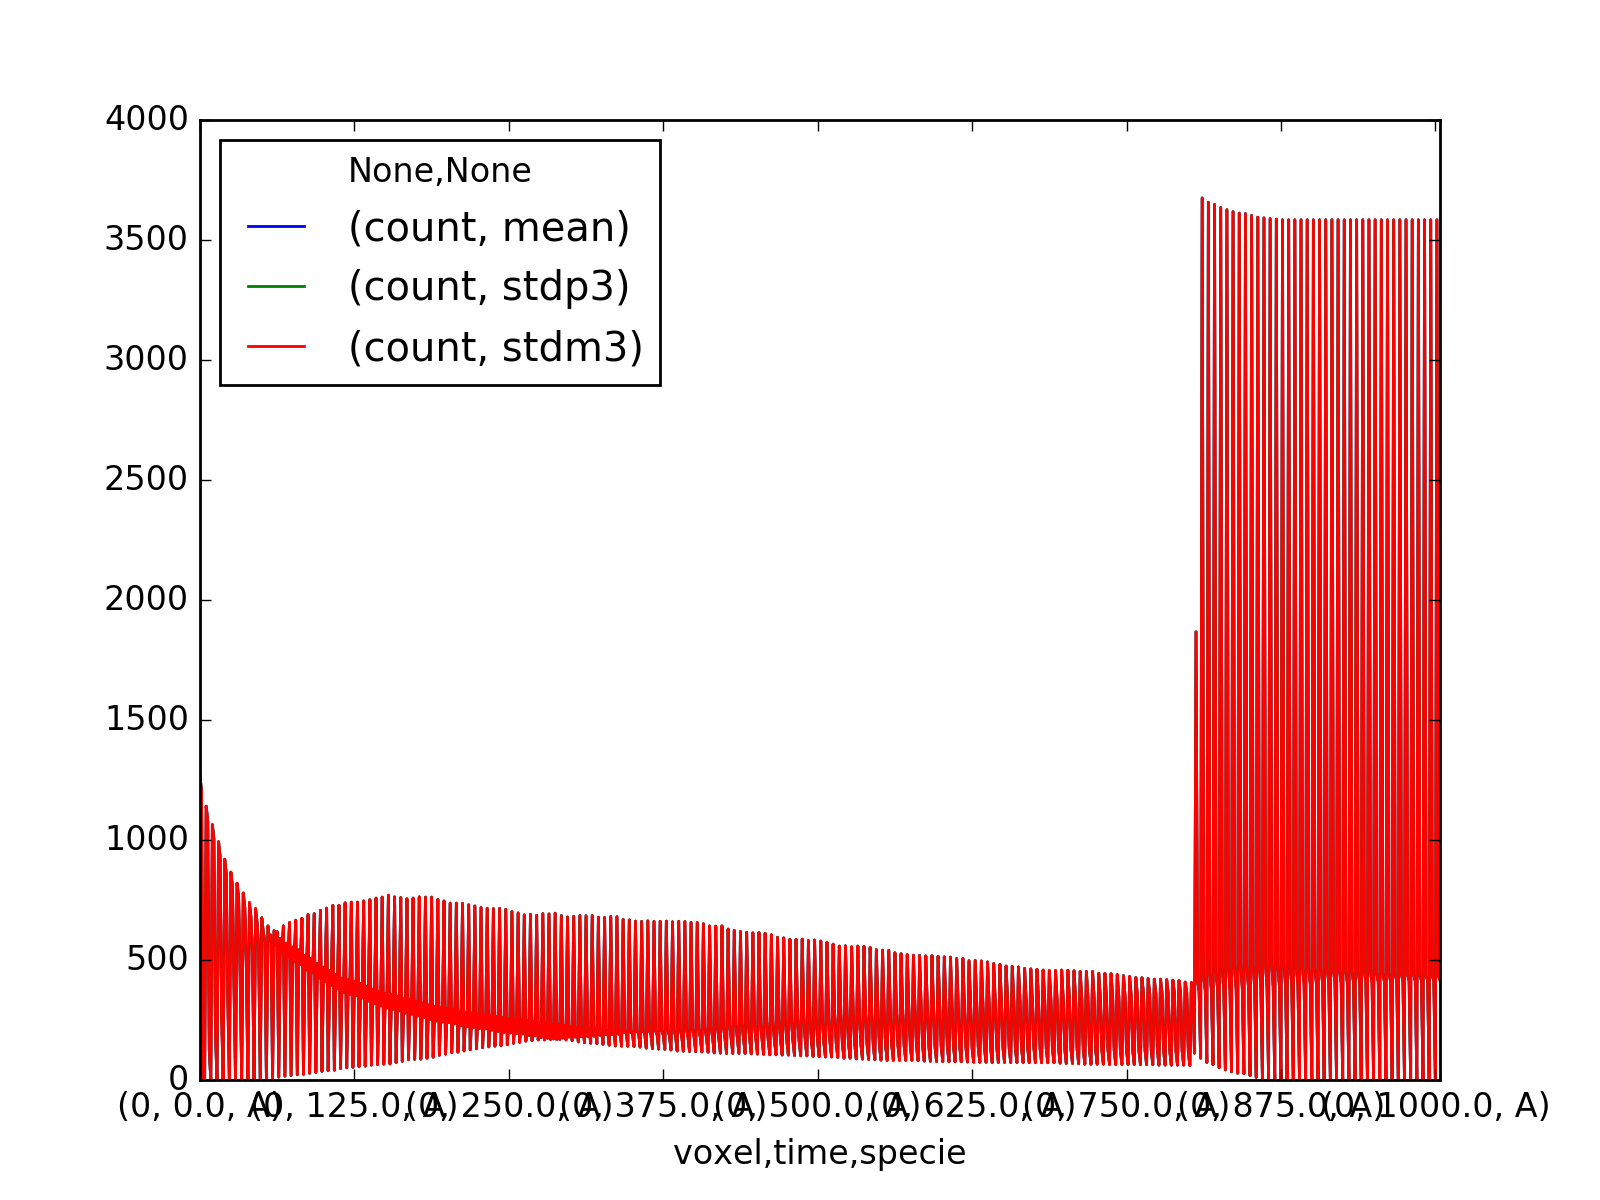 4000
3500
3000
2500
2000
1500
1000
500
0
None,None
(count, mean)
(count, stdp3)
(count, stdm3)
(0, 0.0, A)
(0, 125.0, A)
(0, 250.0, A)
(0, 375.0, A)
(0, 500.0, A)
(0, 625.0, A)
(0, 750.0, A)
(0, 875.0, A)
(0, 1000.0, A)
voxel,time,specie